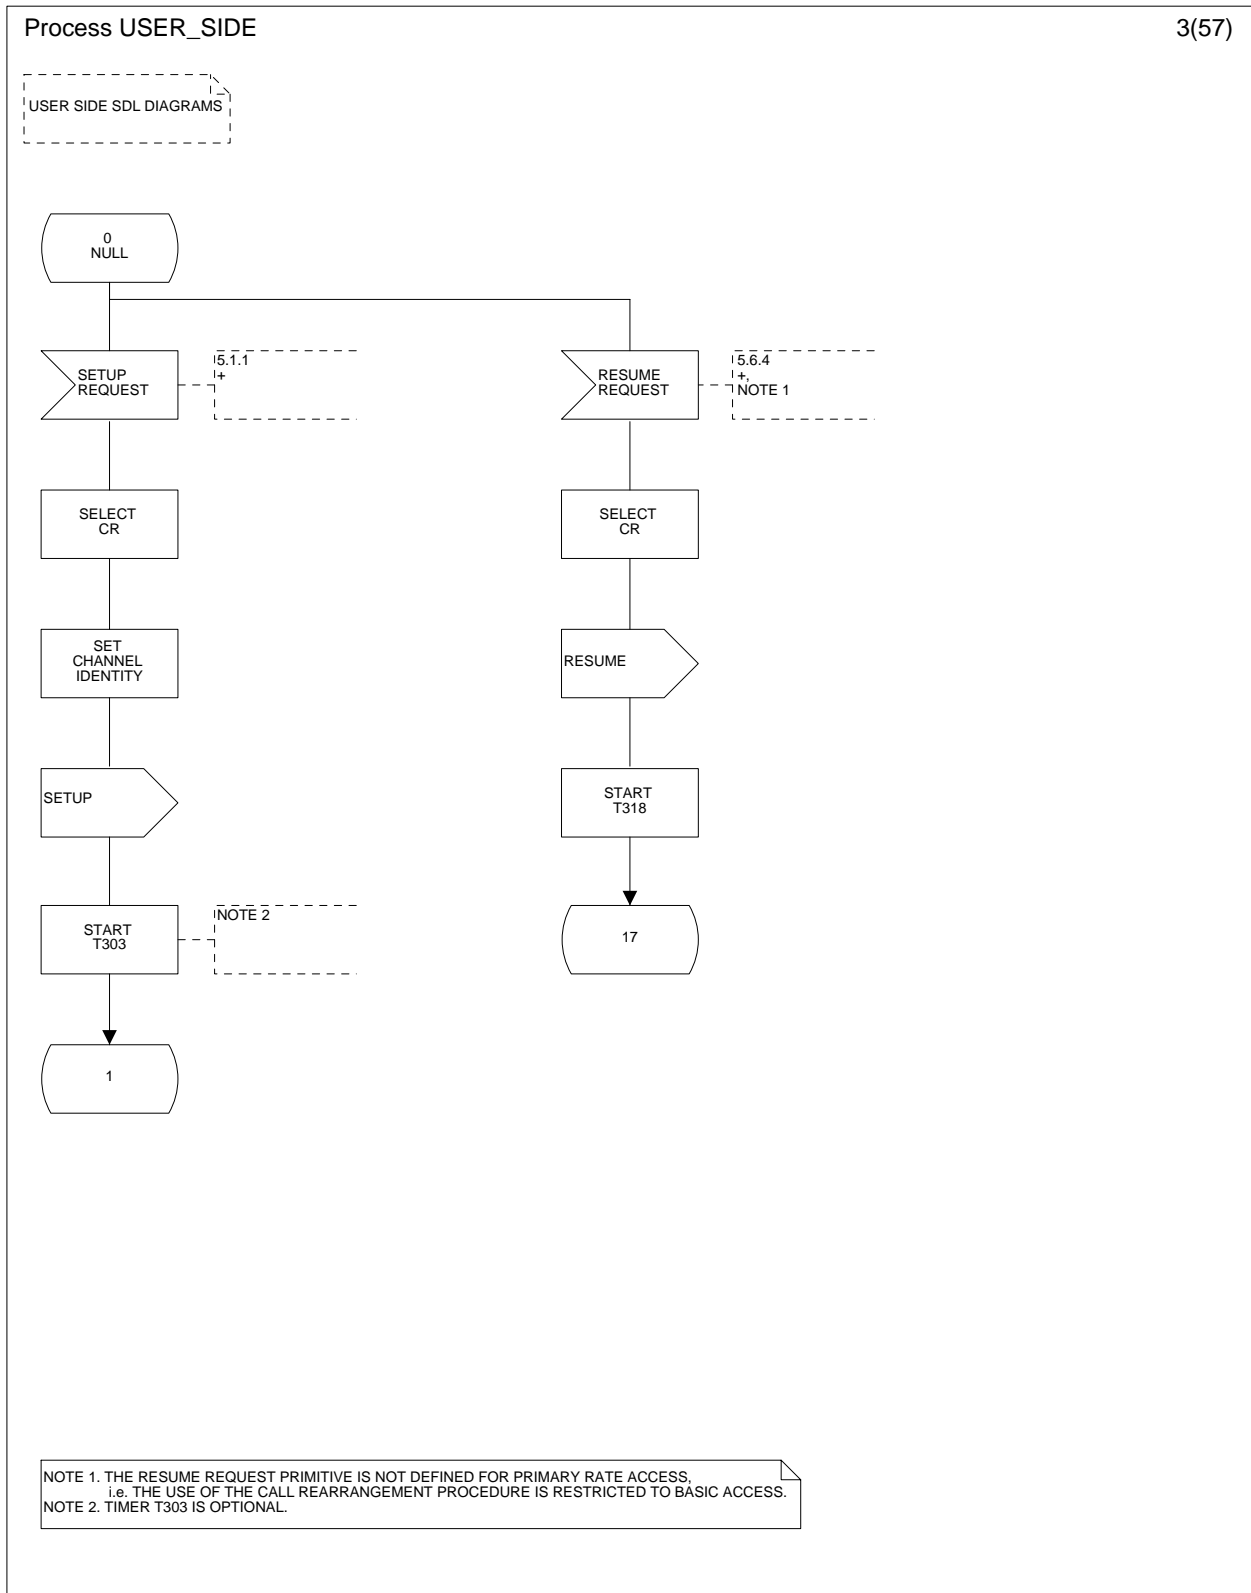 Process USER_SIDE
3(57)
USER SIDE SDL DIAGRAMS
0
NULL
SETUP
REQUEST
5.1.1
+
RESUME
REQUEST
5.6.4
+,
NOTE 1
SELECT
CR
SELECT
CR
SET
CHANNEL
IDENTITY
RESUME
SETUP
START
T318
START
T303
NOTE 2
17
1
NOTE 1. THE RESUME REQUEST PRIMITIVE IS NOT DEFINED FOR PRIMARY RATE ACCESS,
i.e. THE USE OF THE CALL REARRANGEMENT PROCEDURE IS RESTRICTED TO BASIC ACCESS.
NOTE 2. TIMER T303 IS OPTIONAL.